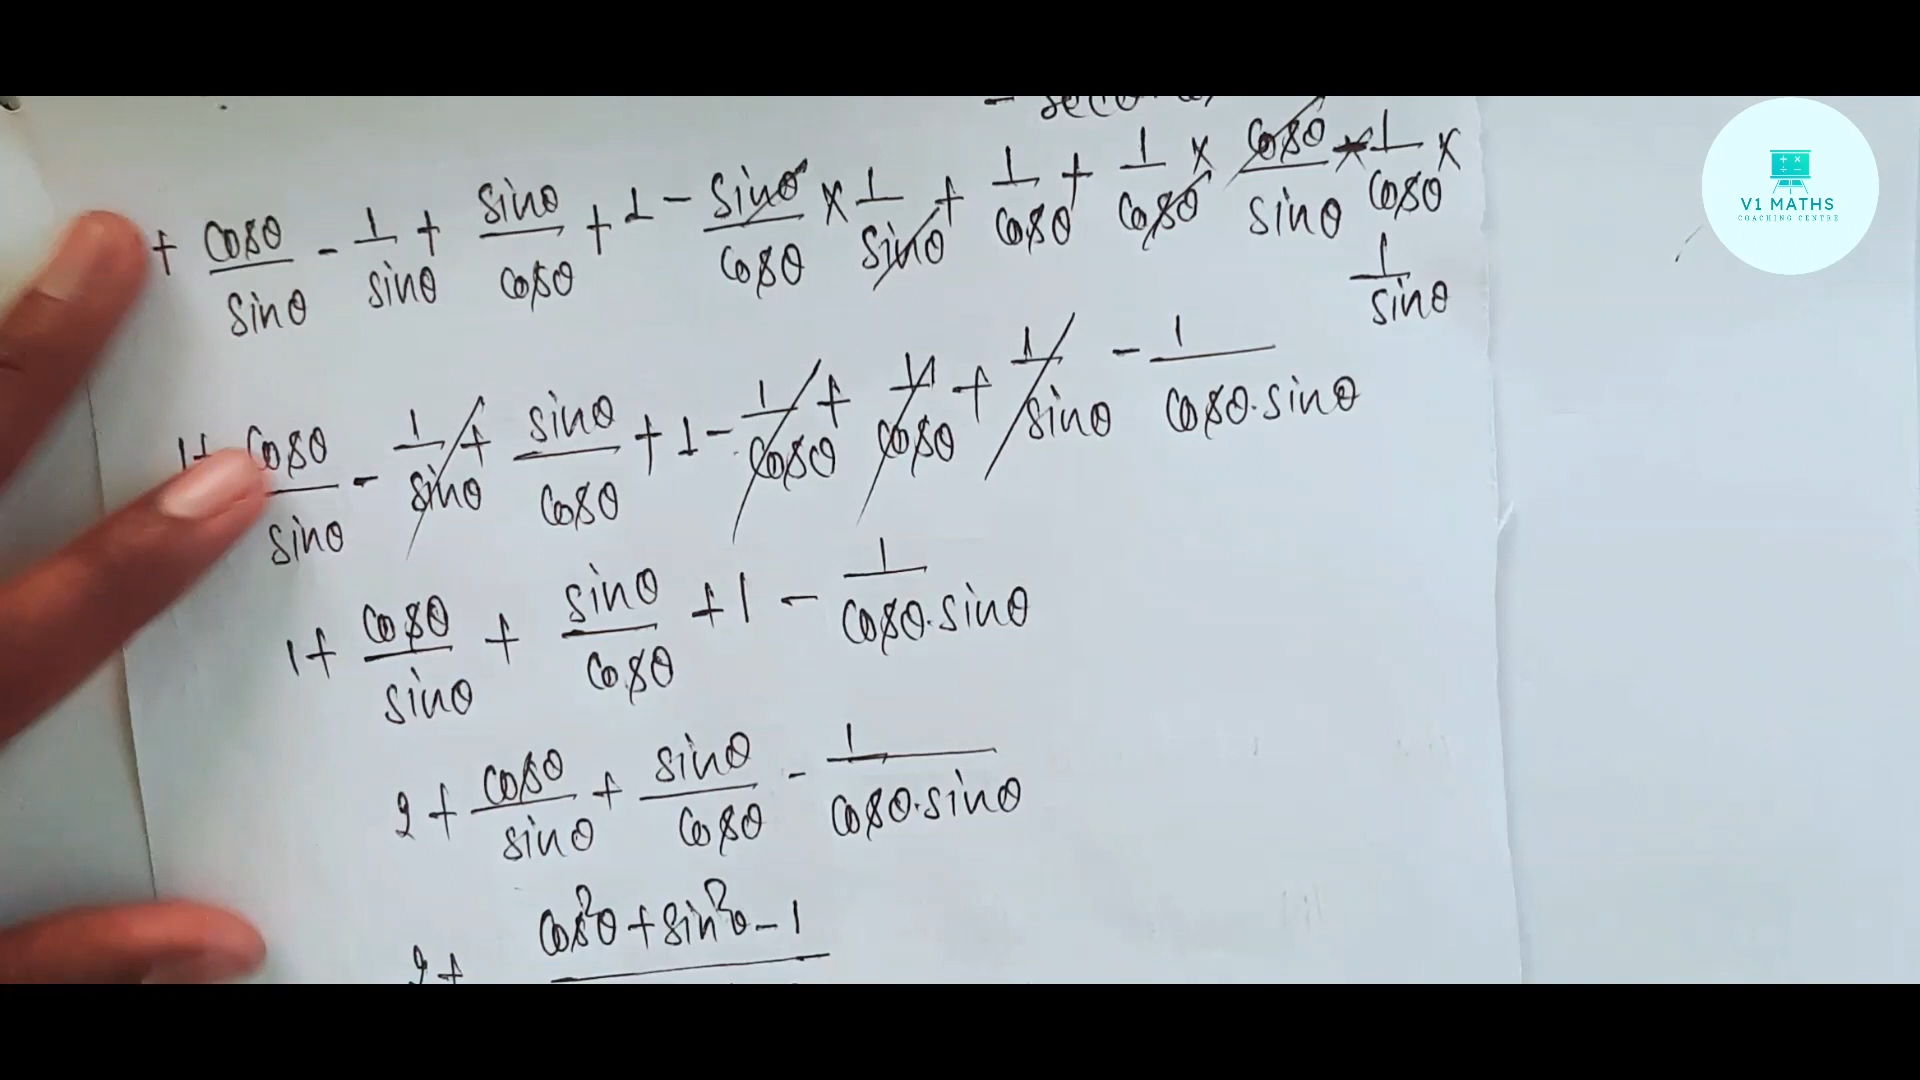 + cosθ/sinθ - 1/sinθ + sinθ/cosθ + 1 - sinθ/cosθ × 1/sinθ + 1/cosθ + 1/cosθ × cosθ/sinθ - 1/cosθ ×
1/sinθ
1+ cosθ/sinθ - 1/sinθ + sinθ/cosθ + 1 - 1/cosθ + 1/cosθ + 1/sinθ - 1/cosθ.sinθ
1+ cosθ/sinθ + sinθ/cosθ +1 - 1/cosθ.sinθ
2+ cosθ/sinθ + sinθ/cosθ - 1/cosθ.sinθ
2+ cos²θ+sin²θ-1
V1 MATHS
COACHING CENTRE